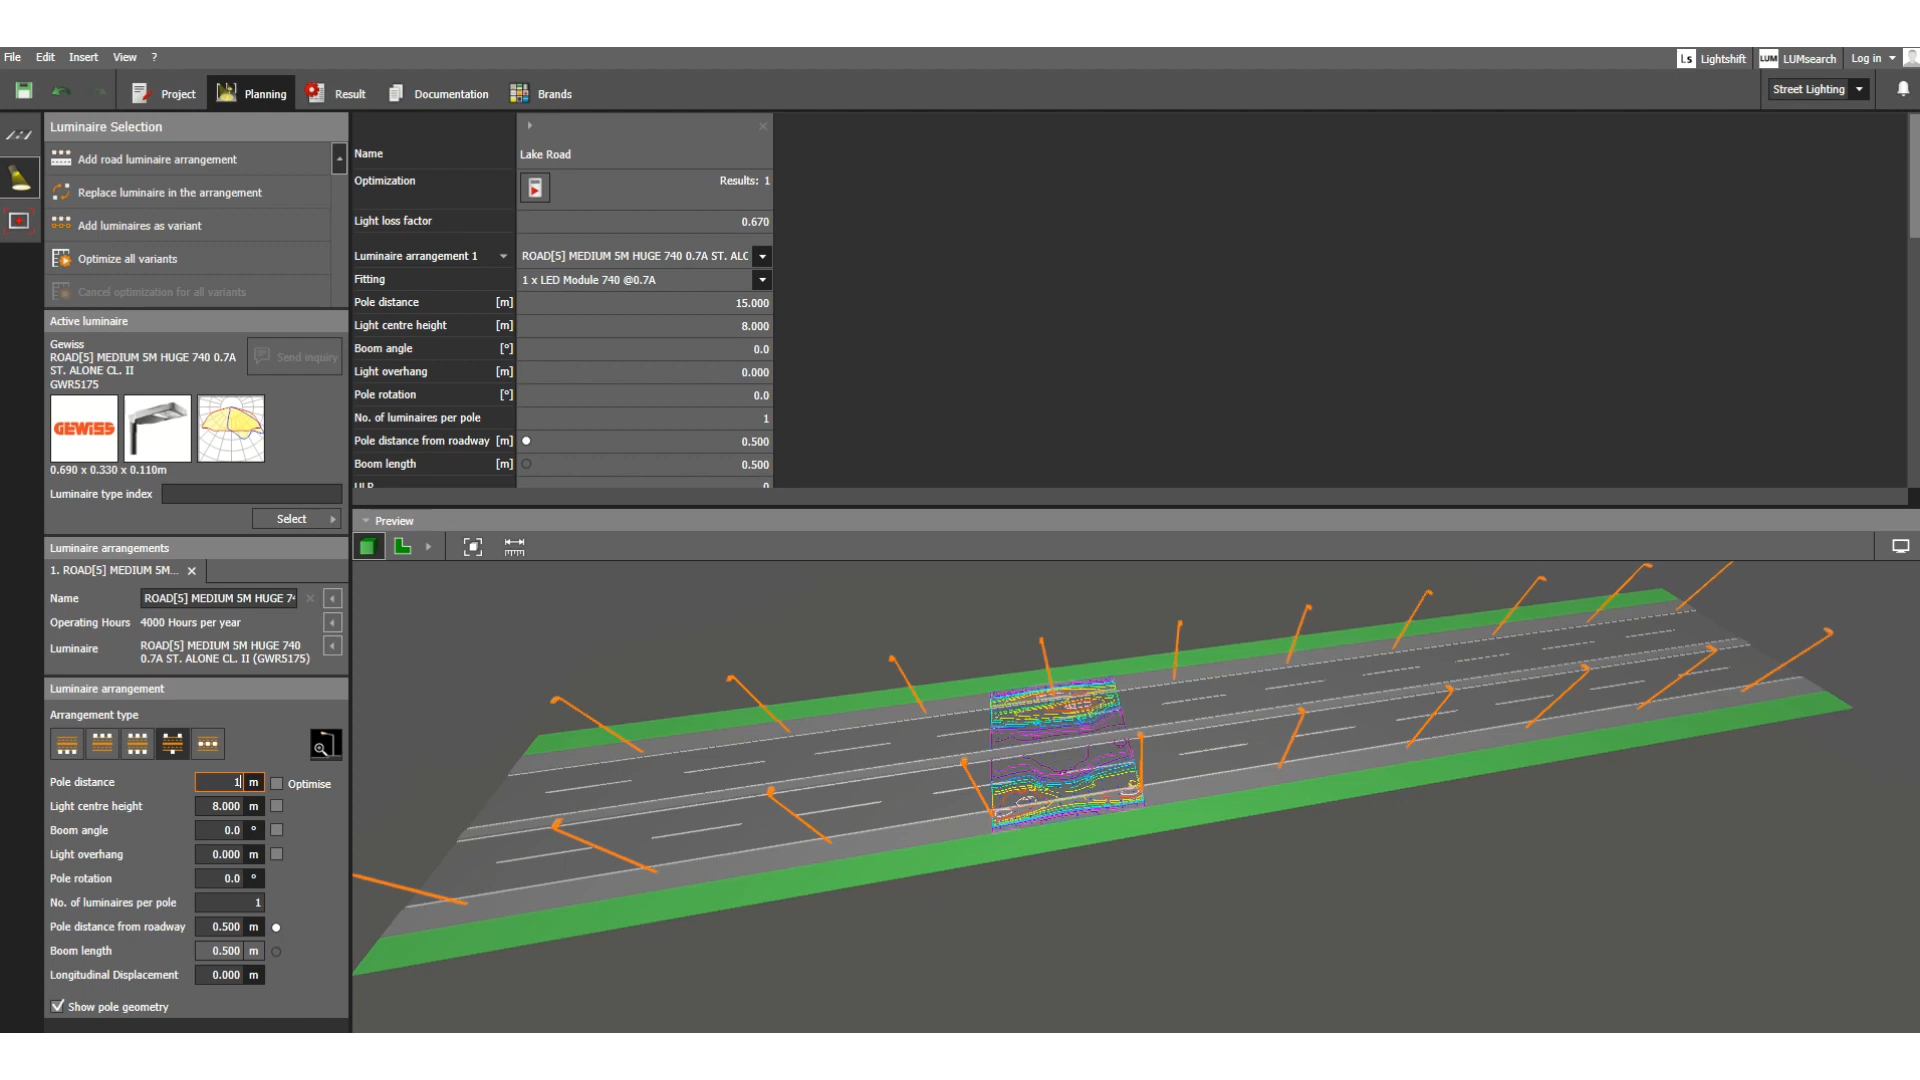 File Edit Insert View ?
Ls Lightshift LUM LUMsearch Log in
Project Planning Result Documentation Brands
Street Lighting
Luminaire Selection
Add road luminaire arrangement
Replace luminaire in the arrangement
Add luminaires as variant
Optimize all variants
Cancel optimization for all variants
Active luminaire
Gewiss
ROAD[5] MEDIUM 5M HUGE 740 0.7A
ST. ALONE CL. II
GWR5175
Send inquiry
GEWISS
0.690 x 0.330 x 0.110m
Luminaire type index
Select
Luminaire arrangements
1. ROAD[5] MEDIUM 5M...
Name ROAD[5] MEDIUM 5M HUGE 74
Operating Hours 4000 Hours per year
Luminaire ROAD[5] MEDIUM 5M HUGE 740
0.7A ST. ALONE CL. II (GWR5175)
Luminaire arrangement
Arrangement type
Pole distance 1 m Optimise
Light centre height 8.000 m
Boom angle 0.0 °
Light overhang 0.000 m
Pole rotation 0.0 °
No. of luminaires per pole 1
Pole distance from roadway 0.500 m
Boom length 0.500 m
Longitudinal Displacement 0.000 m
Show pole geometry
Name Lake Road
Optimization Results: 1
Light loss factor 0.670
Luminaire arrangement 1 ROAD[5] MEDIUM 5M HUGE 740 0.7A ST. ALC
Fitting 1 x LED Module 740 @0.7A
Pole distance [m] 15.000
Light centre height [m] 8.000
Boom angle [°] 0.0
Light overhang [m] 0.000
Pole rotation [°] 0.0
No. of luminaires per pole 1
Pole distance from roadway [m] 0.500
Boom length [m] 0.500
ULR 0
Preview